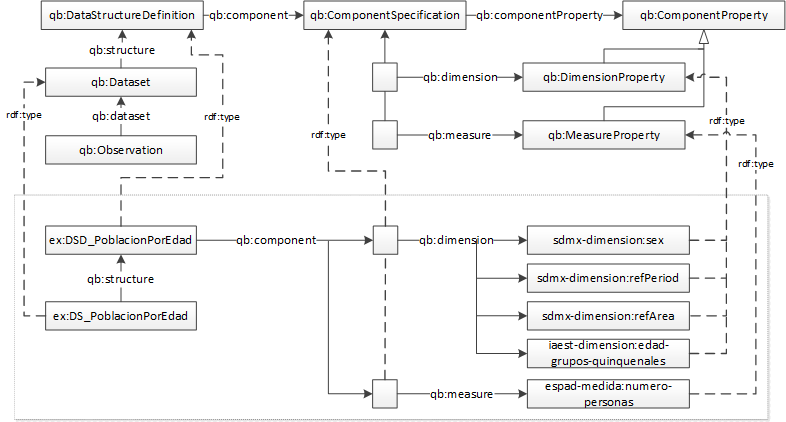 qb:DataStructureDefinition
qb:component
qb:ComponentSpecification
qb:componentProperty
qb:ComponentProperty
qb:structure
qb:Dataset
qb:dimension
qb:DimensionProperty
rdf:type
qb:dataset
rdf:type
rdf:type
qb:measure
qb:MeasureProperty
rdf:type
qb:Observation
rdf:type
ex:DSD_PoblacionPorEdad
qb:component
qb:dimension
sdmx-dimension:sex
qb:structure
sdmx-dimension:refPeriod
ex:DS_PoblacionPorEdad
sdmx-dimension:refArea
iaest-dimension:edad-
grupos-quinquenales
qb:measure
espad-medida:numero-
personas